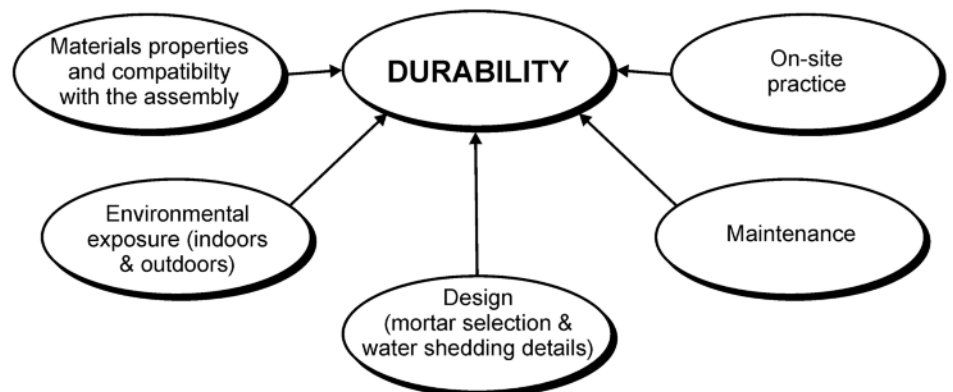 Materials properties
and compatibilty
with the assembly
DURABILITY
On-site
practice
Environmental
exposure (indoors
& outdoors)
Design
(mortar selection &
water shedding details)
Maintenance